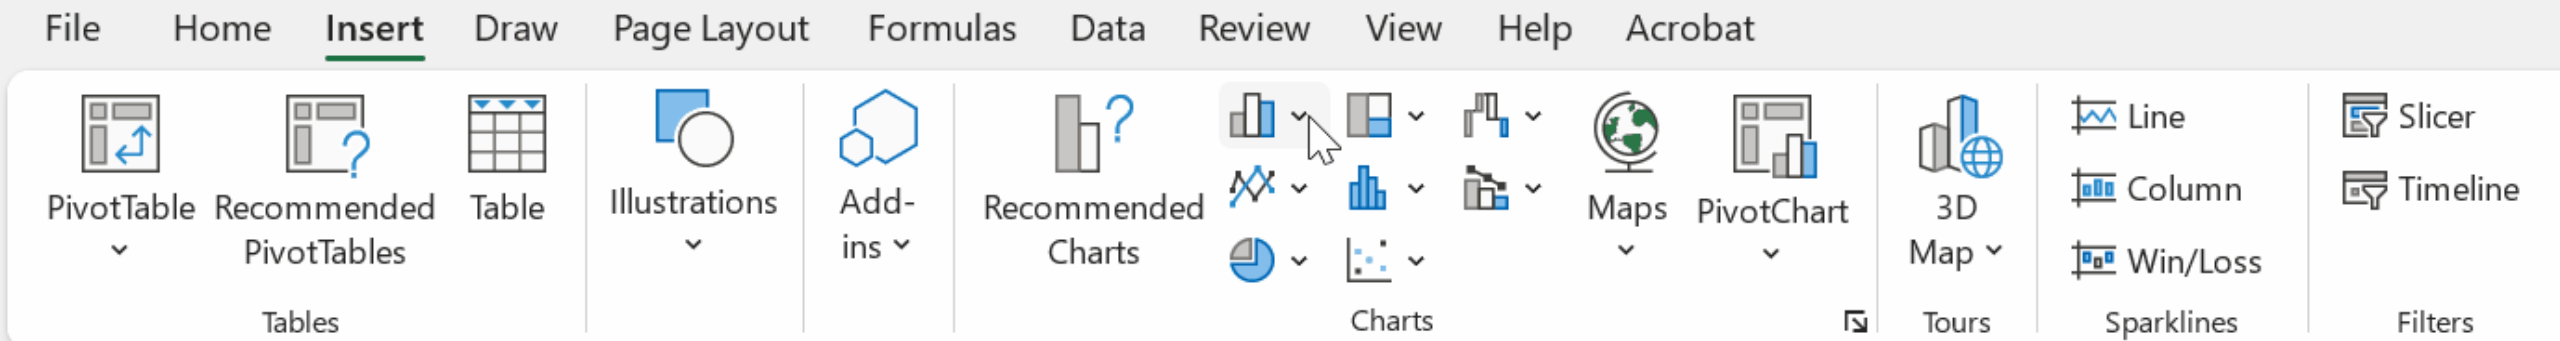 File Home Insert Draw Page Layout Formulas Data Review View Help Acrobat
PivotTable
Recommended
PivotTables
Table
Tables
Illustrations
Add-
ins
Recommended
Charts
Maps
PivotChart
Charts
3D
Map
Tours
Line
Column
Win/Loss
Sparklines
Slicer
Timeline
Filters